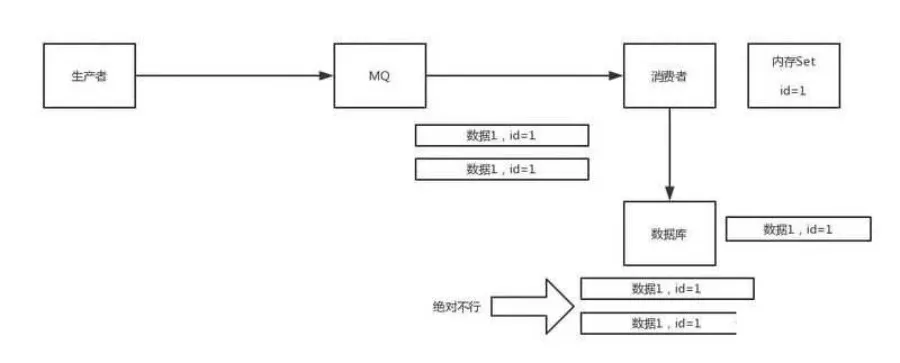 生产者
MQ
消费者
内存Set
id=1
数据1，id=1
数据1，id=1
数据库
数据1，id=1
绝对不行
数据1，id=1
数据1，id=1